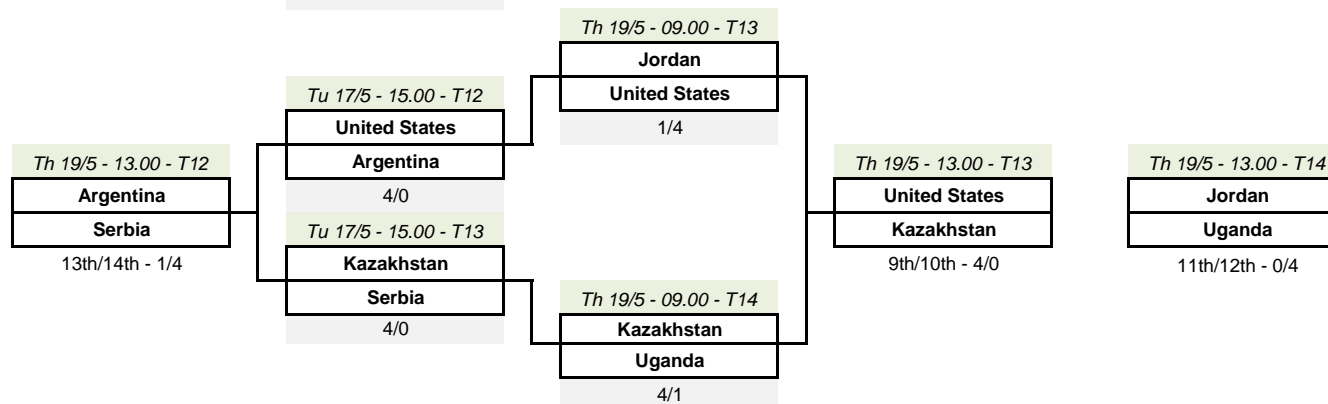 Th 19/5 - 09.00 - T13
Jordan
United States
1/4
Tu 17/5 - 15.00 - T12
United States
Argentina
4/0
Th 19/5 - 13.00 - T12
Argentina
Serbia
13th/14th - 1/4
Tu 17/5 - 15.00 - T13
Kazakhstan
Serbia
4/0
Th 19/5 - 09.00 - T14
Kazakhstan
Uganda
4/1
Th 19/5 - 13.00 - T13
United States
Kazakhstan
9th/10th - 4/0
Th 19/5 - 13.00 - T14
Jordan
Uganda
11th/12th - 0/4